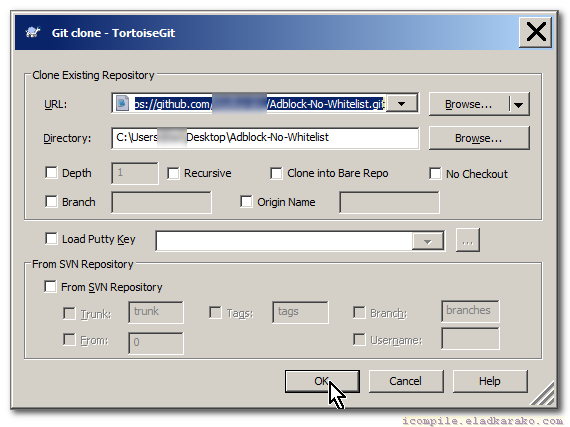 Git clone - TortoiseGit
Clone Existing Repository
URL: ps://github.com/ /Adblock-No-Whitelist.git Browse...
Directory: C:\Users Desktop\Adblock-No-Whitelist Browse...
Depth 1 Recursive Clone into Bare Repo No Checkout
Branch Origin Name
Load Putty Key ...
From SVN Repository
From SVN Repository
Trunk: trunk Tags: tags Branch: branches
From: 0 Username:
OK Cancel Help
icompile.eladkarako.com